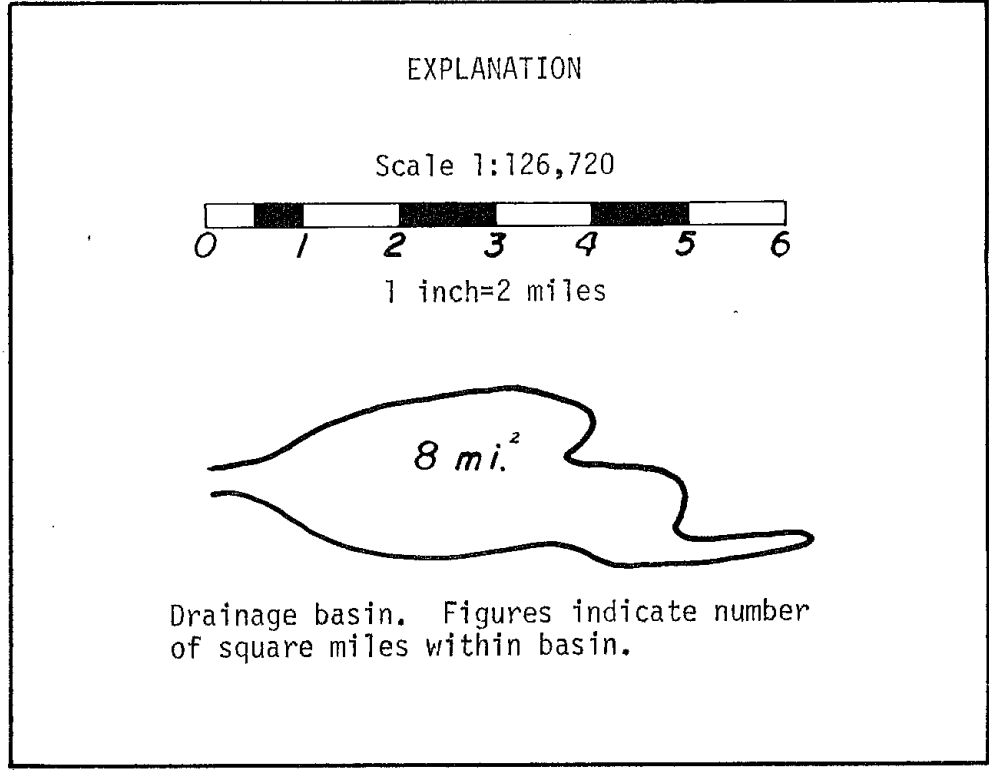 EXPLANATION
Scale 1:126,720
0 1 2 3 4 5 6
1 inch=2 miles
8 mi.²
Drainage basin. Figures indicate number
of square miles within basin.